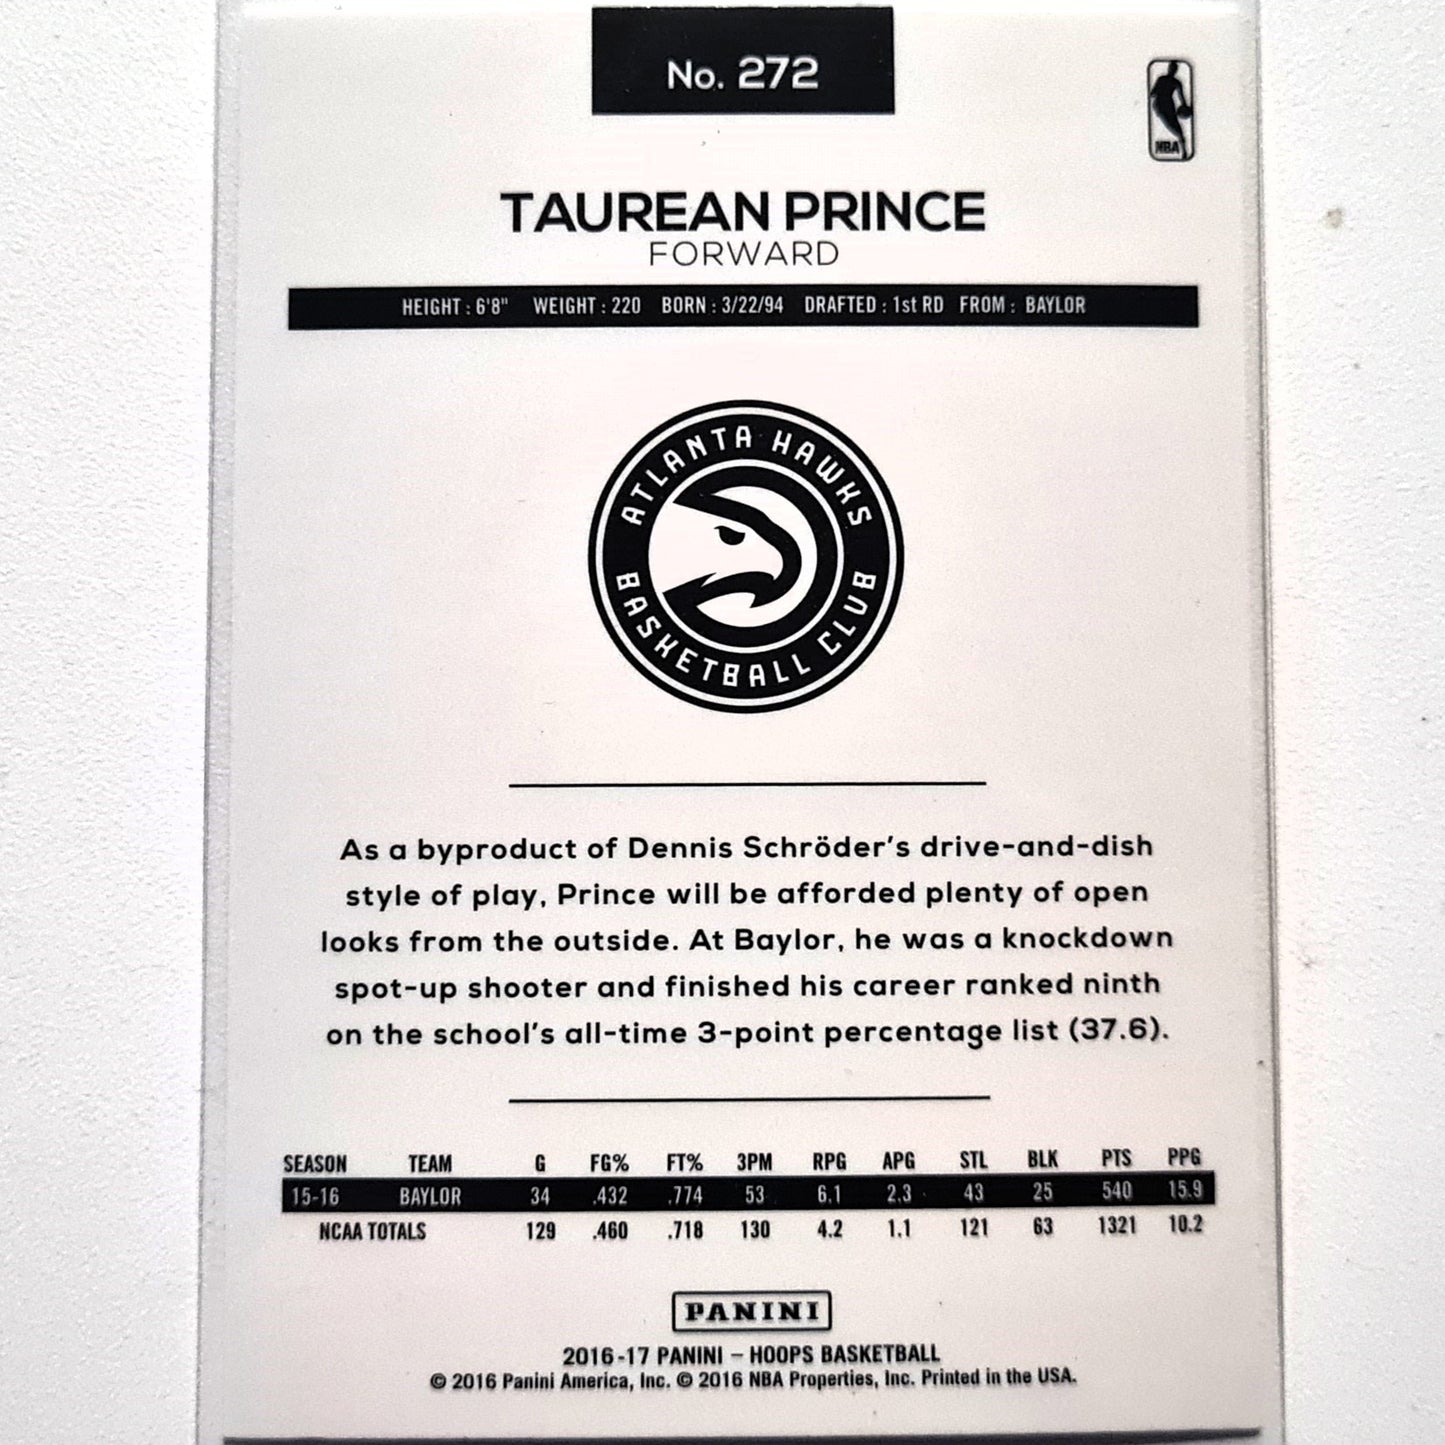 No. 272
NBA
TAUREAN PRINCE
FORWARD
HEIGHT : 6'8" WEIGHT : 220 BORN : 3/22/94 DRAFTED : 1st RD FROM : BAYLOR
ATLANTA HAWKS
BASKETBALL CLUB
As a byproduct of Dennis Schröder's drive-and-dish
style of play, Prince will be afforded plenty of open
looks from the outside. At Baylor, he was a knockdown
spot-up shooter and finished his career ranked ninth
on the school's all-time 3-point percentage list (37.6).
SEASON TEAM G FG% FT% 3PM RPG APG STL BLK PTS PPG
15-16 BAYLOR 34 .432 .774 53 6.1 2.3 43 25 540 15.9
NCAA TOTALS 129 .460 .718 130 4.2 1.1 121 63 1321 10.2
PANINI
2016-17 PANINI – HOOPS BASKETBALL
© 2016 Panini America, Inc. © 2016 NBA Properties, Inc. Printed in the USA.